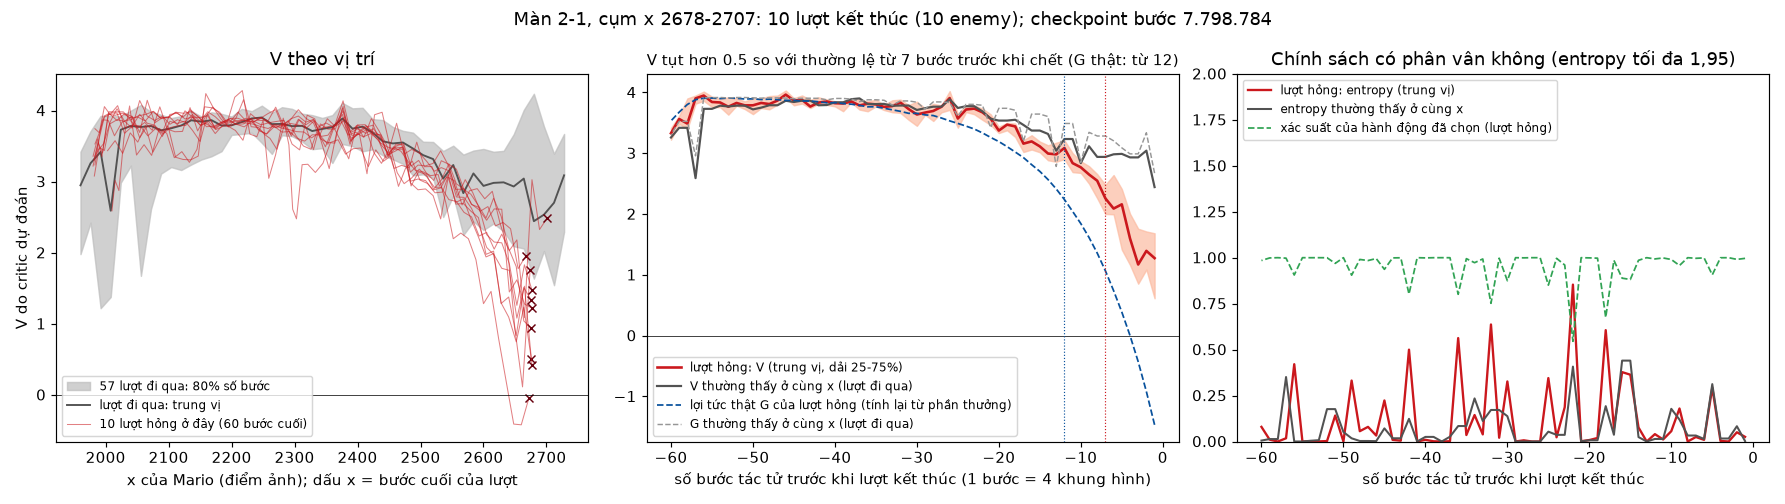 Màn 2-1, cụm x 2678-2707: 10 lượt kết thúc (10 enemy); checkpoint bước 7.798.784
V theo vị trí
V do critic dự đoán
4
3
2
1
0
57 lượt đi qua: 80% số bước
lượt đi qua: trung vị
10 lượt hỏng ở đây (60 bước cuối)
2000
2100
2200
2300
2400
2500
2600
2700
x của Mario (điểm ảnh); dấu x = bước cuối của lượt
V tụt hơn 0.5 so với thường lệ từ 7 bước trước khi chết (G thật: từ 12)
4
3
2
1
0
−1
lượt hỏng: V (trung vị, dải 25-75%)
V thường thấy ở cùng x (lượt đi qua)
lợi tức thật G của lượt hỏng (tính lại từ phần thưởng)
G thường thấy ở cùng x (lượt đi qua)
−60
−50
−40
−30
−20
−10
0
số bước tác tử trước khi lượt kết thúc (1 bước = 4 khung hình)
Chính sách có phân vân không (entropy tối đa 1,95)
2.00
1.75
1.50
1.25
1.00
0.75
0.50
0.25
0.00
lượt hỏng: entropy (trung vị)
entropy thường thấy ở cùng x
xác suất của hành động đã chọn (lượt hỏng)
−60
−50
−40
−30
−20
−10
0
số bước tác tử trước khi lượt kết thúc